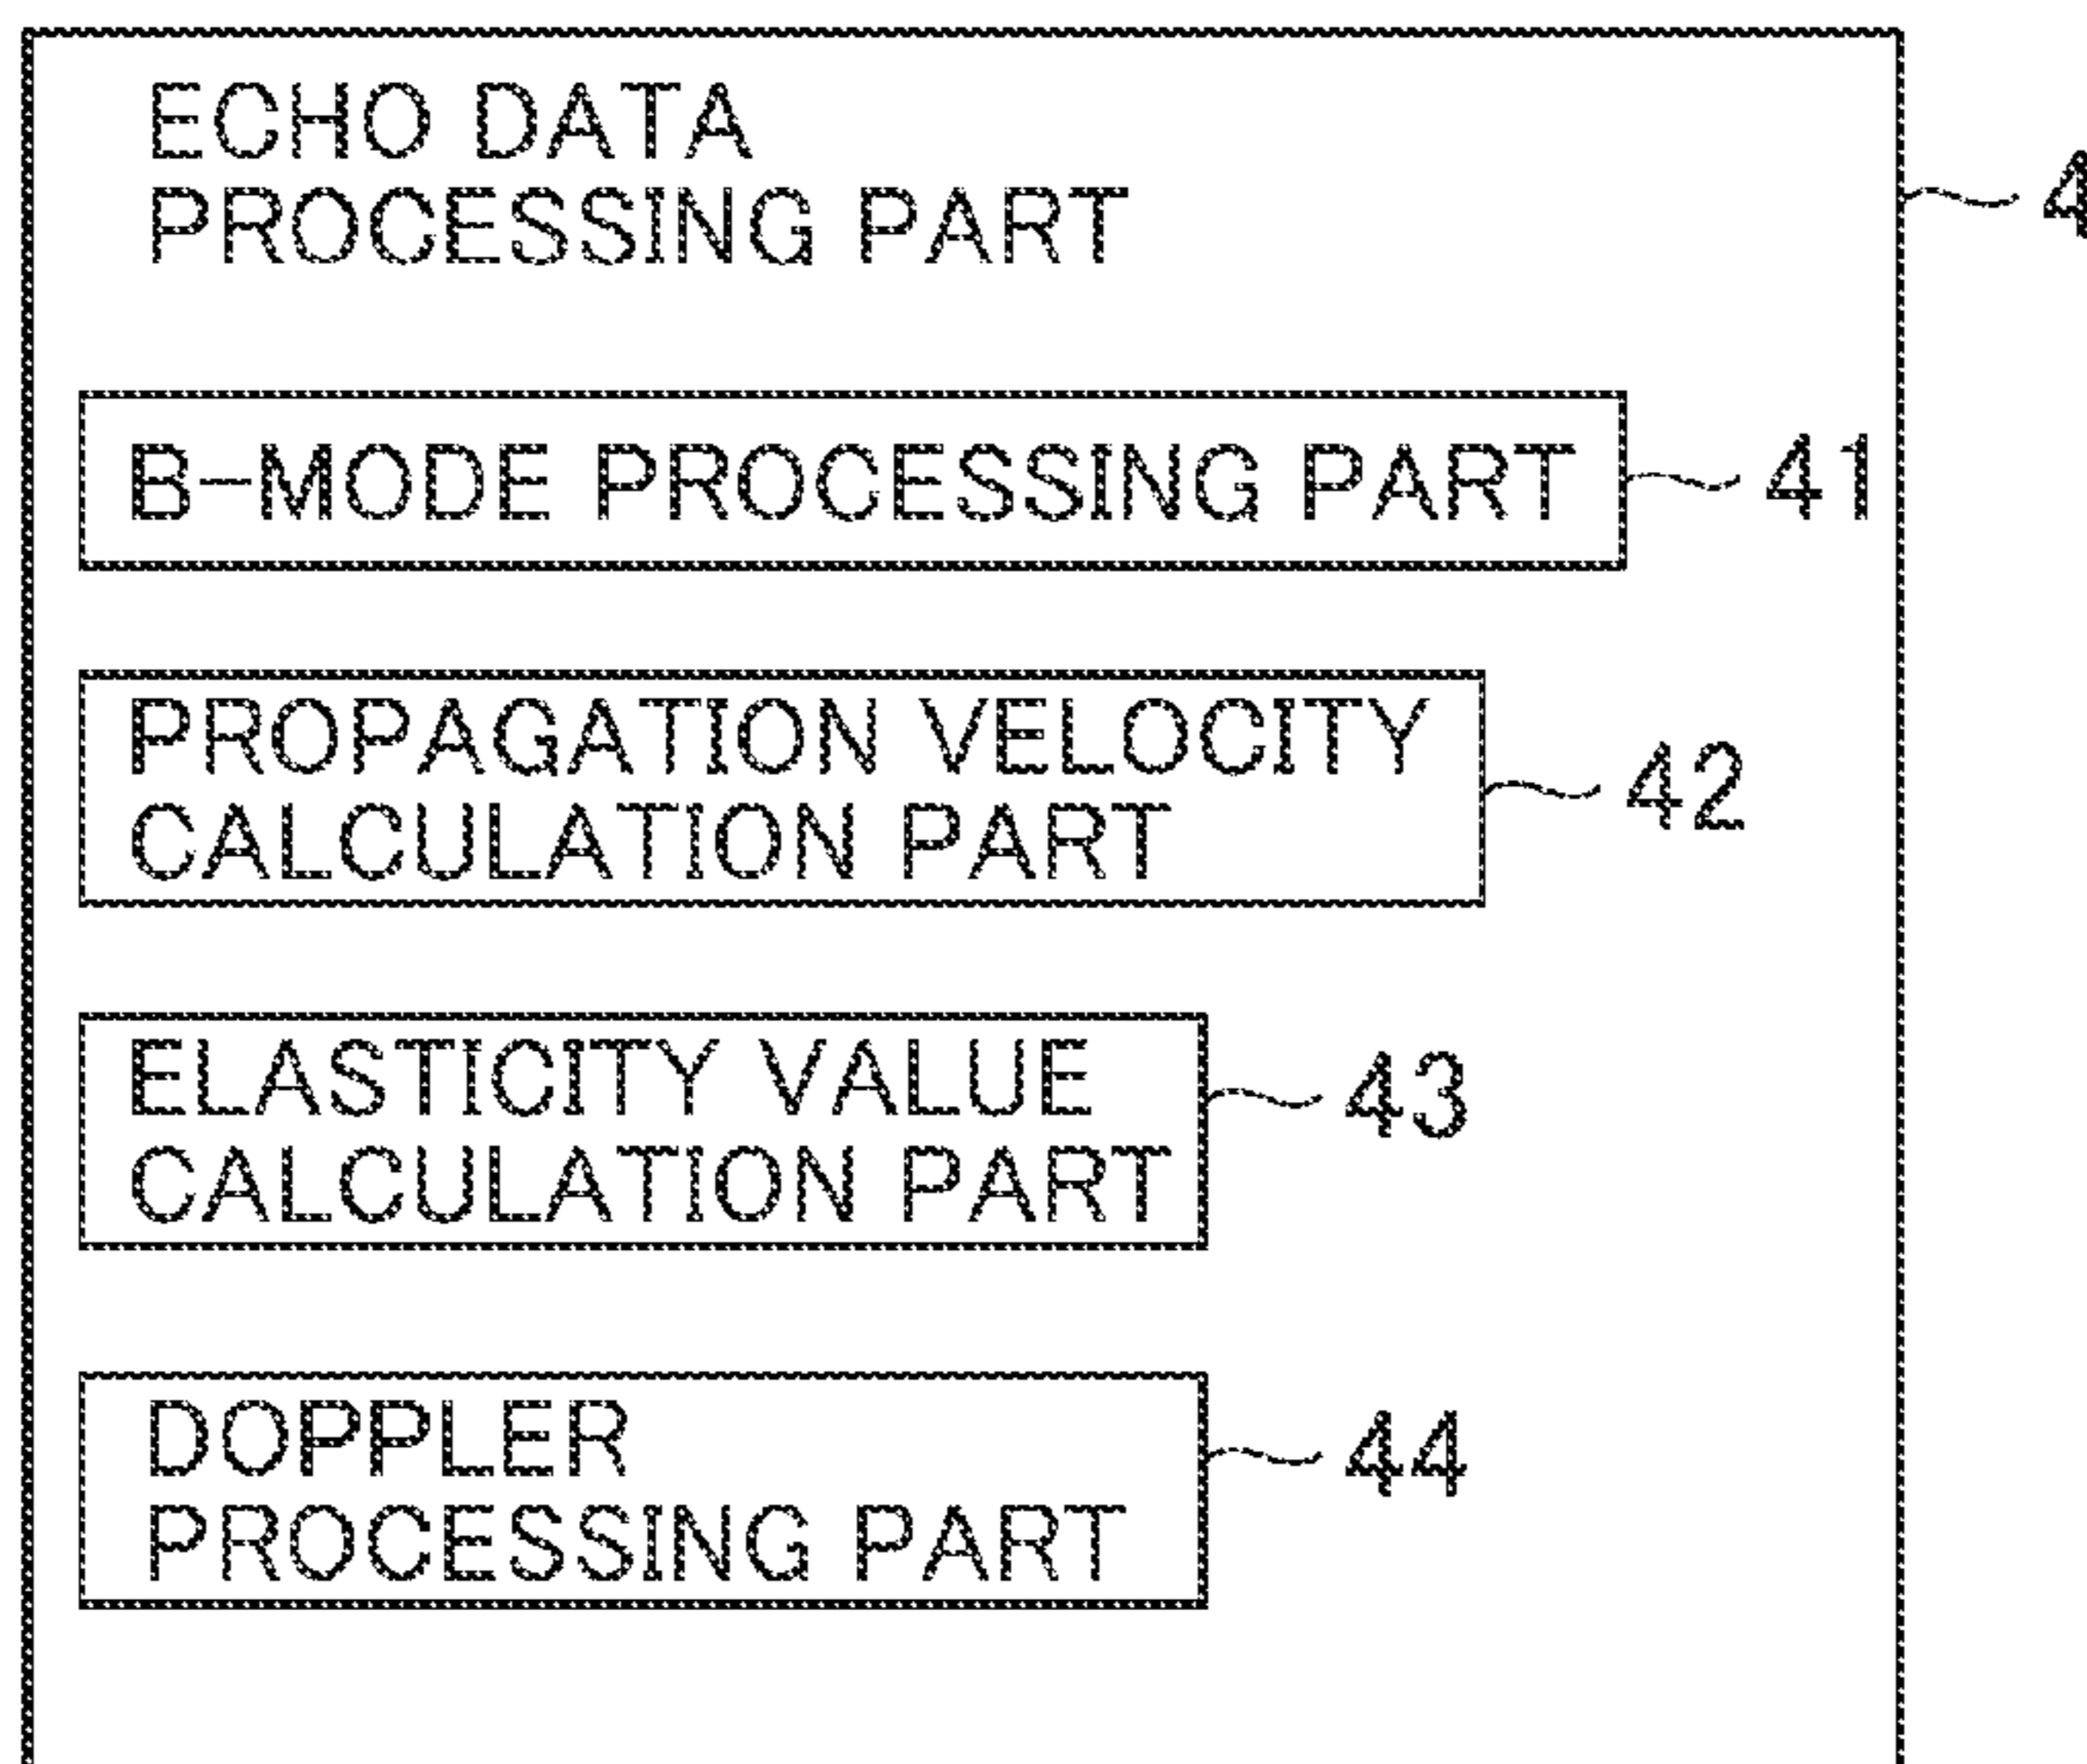 ECHO DATA
PROCESSING PART
4
B-MODE PROCESSING PART
41
PROPAGATION VELOCITY
CALCULATION PART
42
ELASTICITY VALUE
CALCULATION PART
43
DOPPLER
PROCESSING PART
44